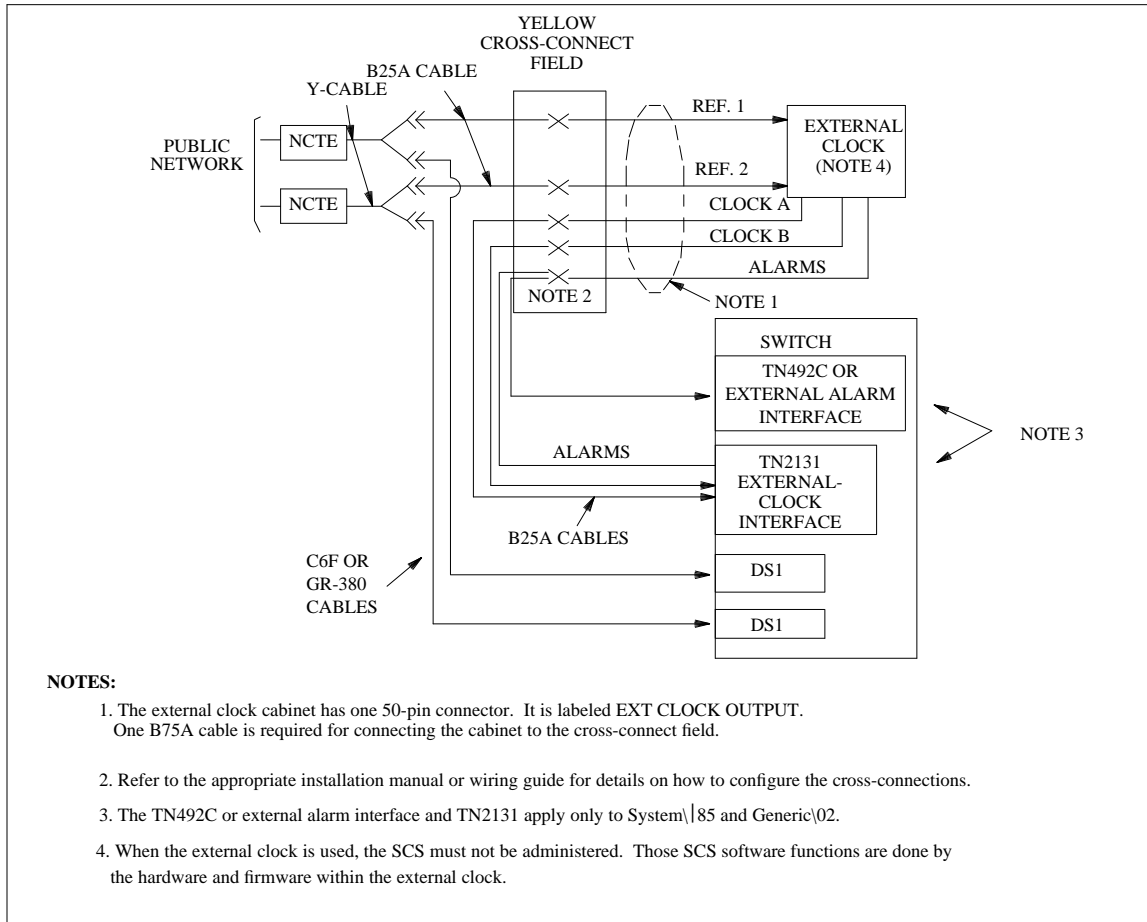 YELLOW
CROSS-CONNECT
FIELD
B25A CABLE
Y-CABLE
PUBLIC
NETWORK
NCTE
NCTE
REF. 1
REF. 2
CLOCK A
CLOCK B
ALARMS
EXTERNAL
CLOCK
(NOTE 4)
NOTE 2
NOTE 1
SWITCH
TN492C OR
EXTERNAL ALARM
INTERFACE
NOTE 3
ALARMS
TN2131
EXTERNAL-
CLOCK
INTERFACE
B25A CABLES
C6F OR
GR-380
CABLES
DS1
DS1
NOTES:
1. The external clock cabinet has one 50-pin connector. It is labeled EXT CLOCK OUTPUT.
One B75A cable is required for connecting the cabinet to the cross-connect field.
2. Refer to the appropriate installation manual or wiring guide for details on how to configure the cross-connections.
3. The TN492C or external alarm interface and TN2131 apply only to System\|85 and Generic\02.
4. When the external clock is used, the SCS must not be administered. Those SCS software functions are done by
the hardware and firmware within the external clock.